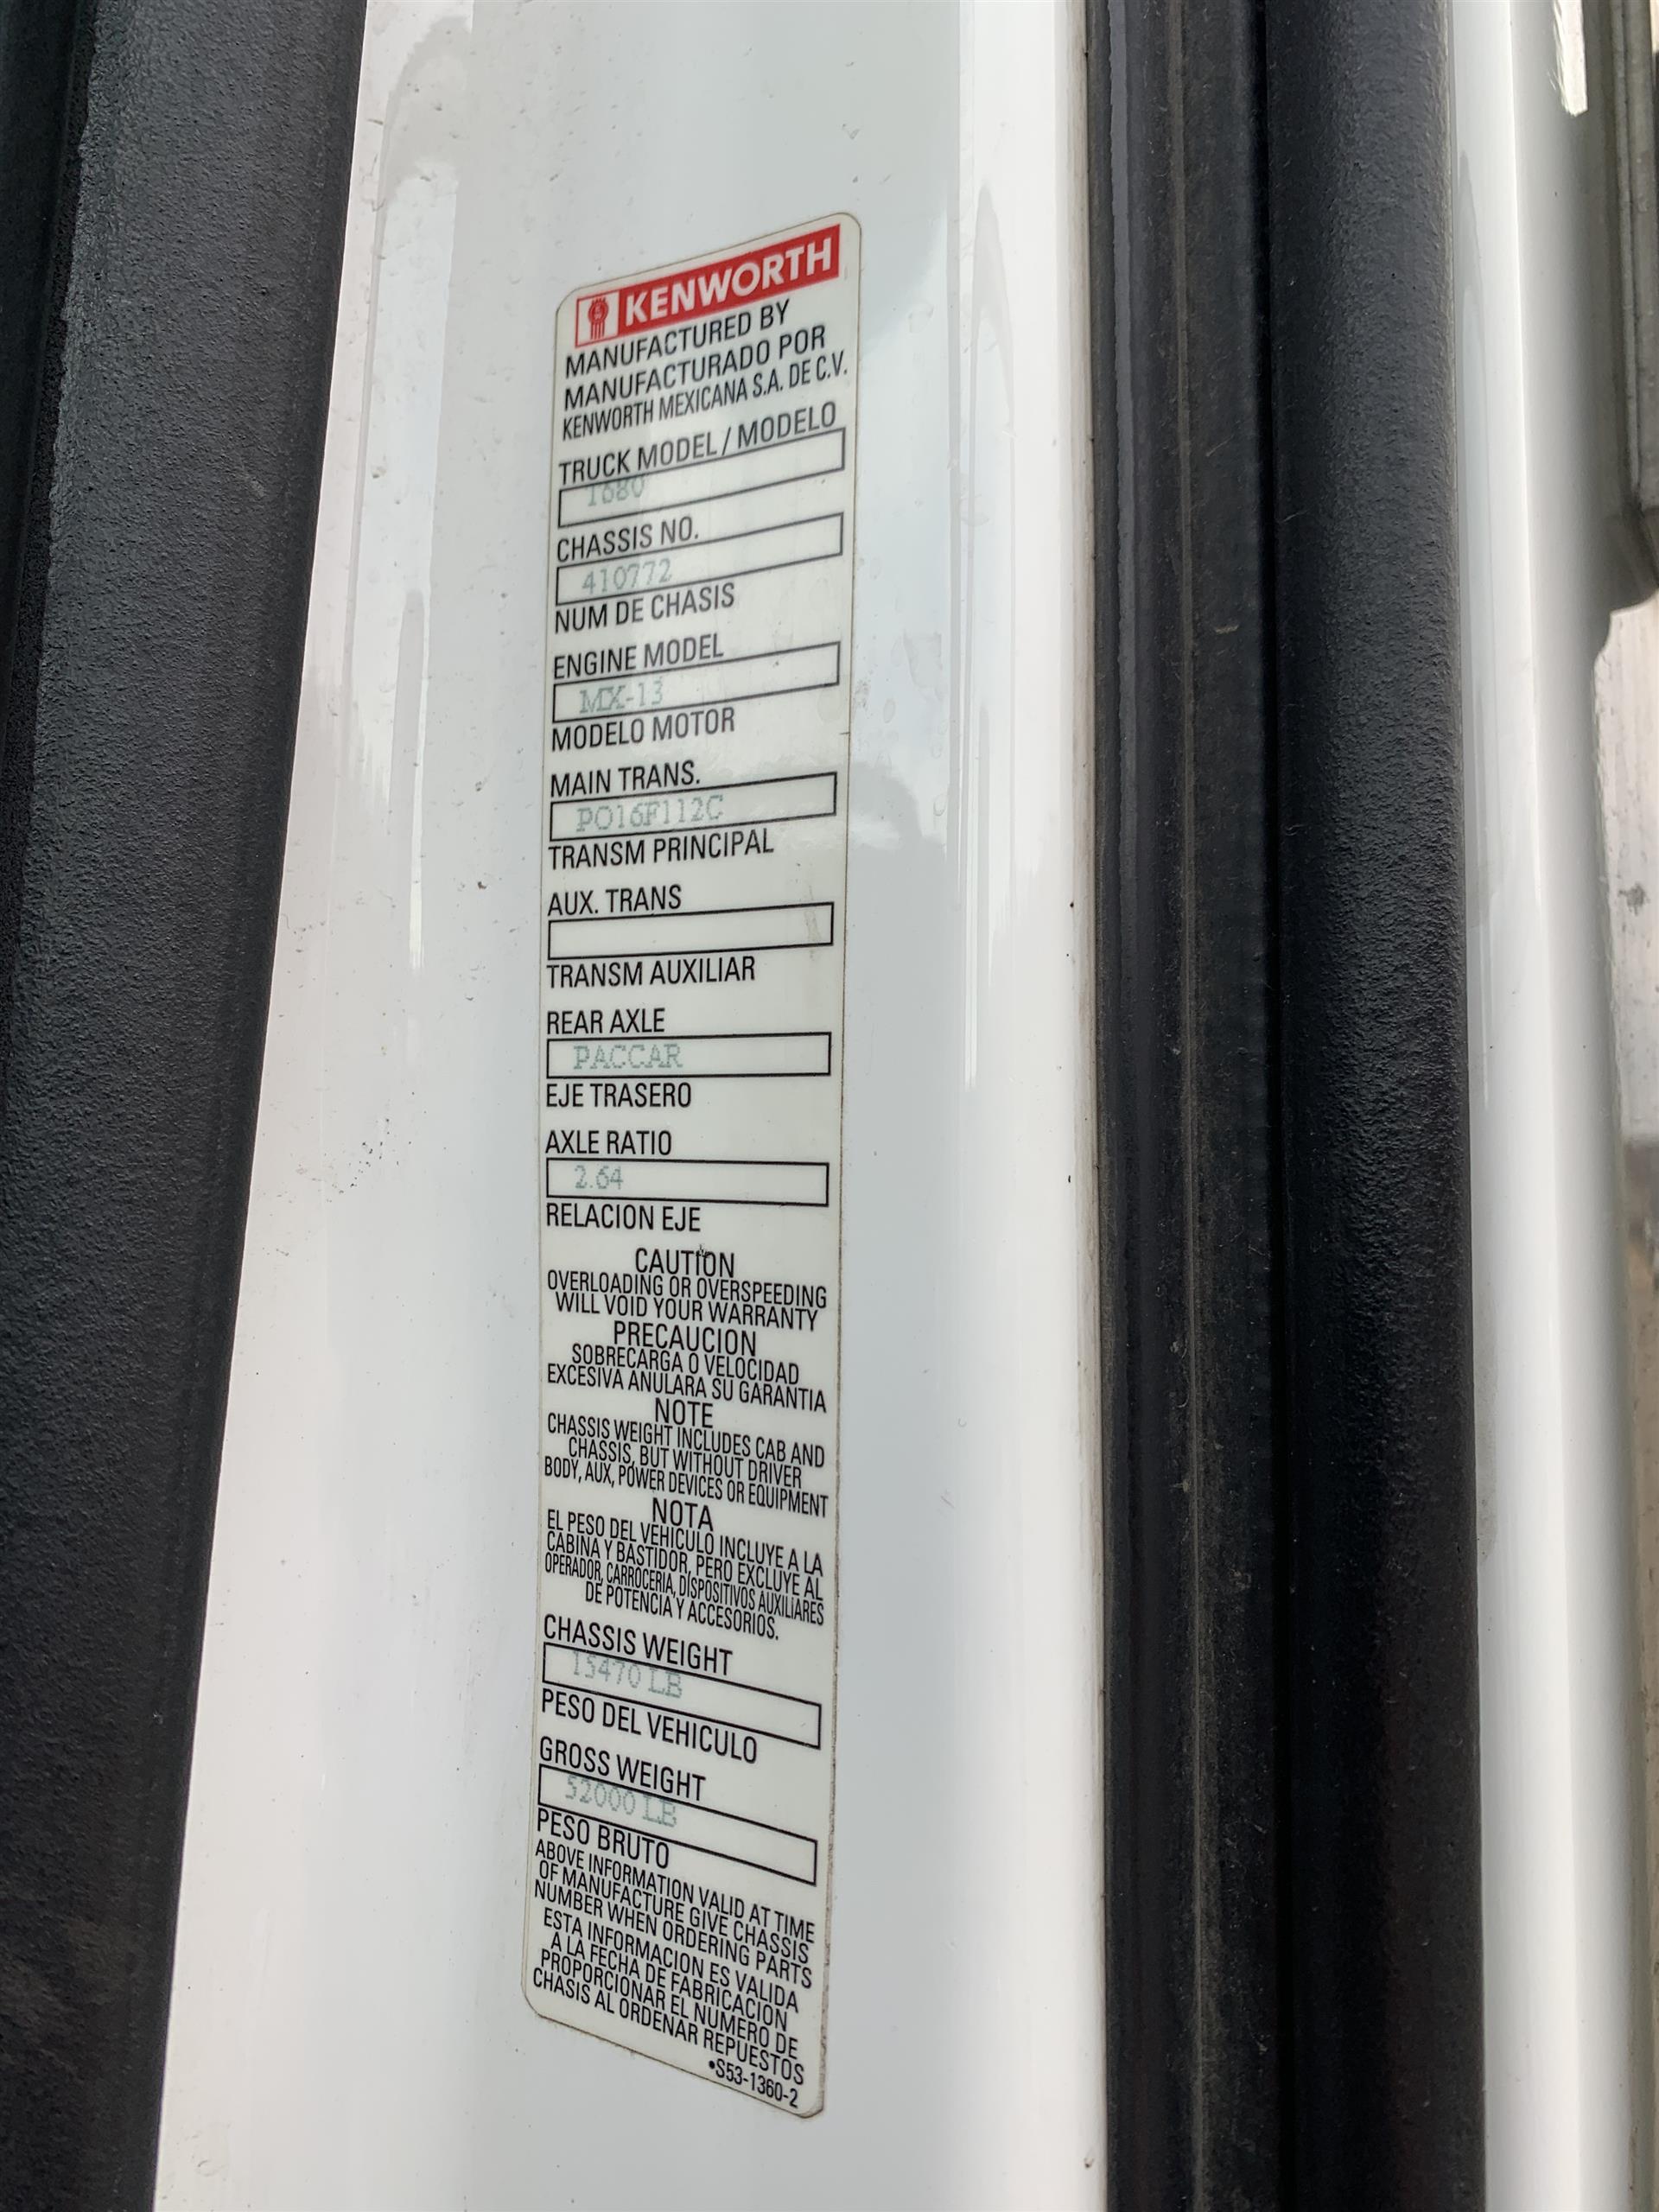 KENWORTH
MANUFACTURED BY
MANUFACTURADO POR
KENWORTH MEXICANA S.A. DE C.V.
TRUCK MODEL / MODELO
T680
CHASSIS NO.
410772
NUM DE CHASIS
ENGINE MODEL
MX-13
MODELO MOTOR
MAIN TRANS.
PO16F112C
TRANSM PRINCIPAL
AUX. TRANS
TRANSM AUXILIAR
REAR AXLE
PACCAR
EJE TRASERO
AXLE RATIO
2.64
RELACION EJE
CAUTION
OVERLOADING OR OVERSPEEDING
WILL VOID YOUR WARRANTY
PRECAUCION
SOBRECARGA O VELOCIDAD
EXCESIVA ANULARA SU GARANTIA
NOTE
CHASSIS WEIGHT INCLUDES CAB AND
CHASSIS, BUT WITHOUT DRIVER
BODY, AUX, POWER DEVICES OR EQUIPMENT
NOTA
EL PESO DEL VEHICULO INCLUYE A LA
CABINA Y BASTIDOR, PERO EXCLUYE AL
OPERADOR, CARROCERIA, DISPOSITIVOS AUXILIARES
DE POTENCIA Y ACCESORIOS.
CHASSIS WEIGHT
15470 LB
PESO DEL VEHICULO
GROSS WEIGHT
52000 LB
PESO BRUTO
ABOVE INFORMATION VALID AT TIME
OF MANUFACTURE GIVE CHASSIS
NUMBER WHEN ORDERING PARTS
ESTA INFORMACION ES VALIDA
A LA FECHA DE FABRICACION
PROPORCIONAR EL NUMERO DE
CHASIS AL ORDENAR REPUESTOS
•S53-1360-2